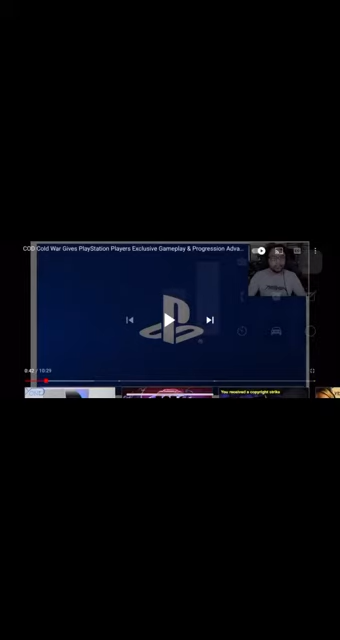 COD Cold War Gives PlayStation Players Exclusive Gameplay & Progression Adva...
0:42 / 10:29
You received a copyright strike